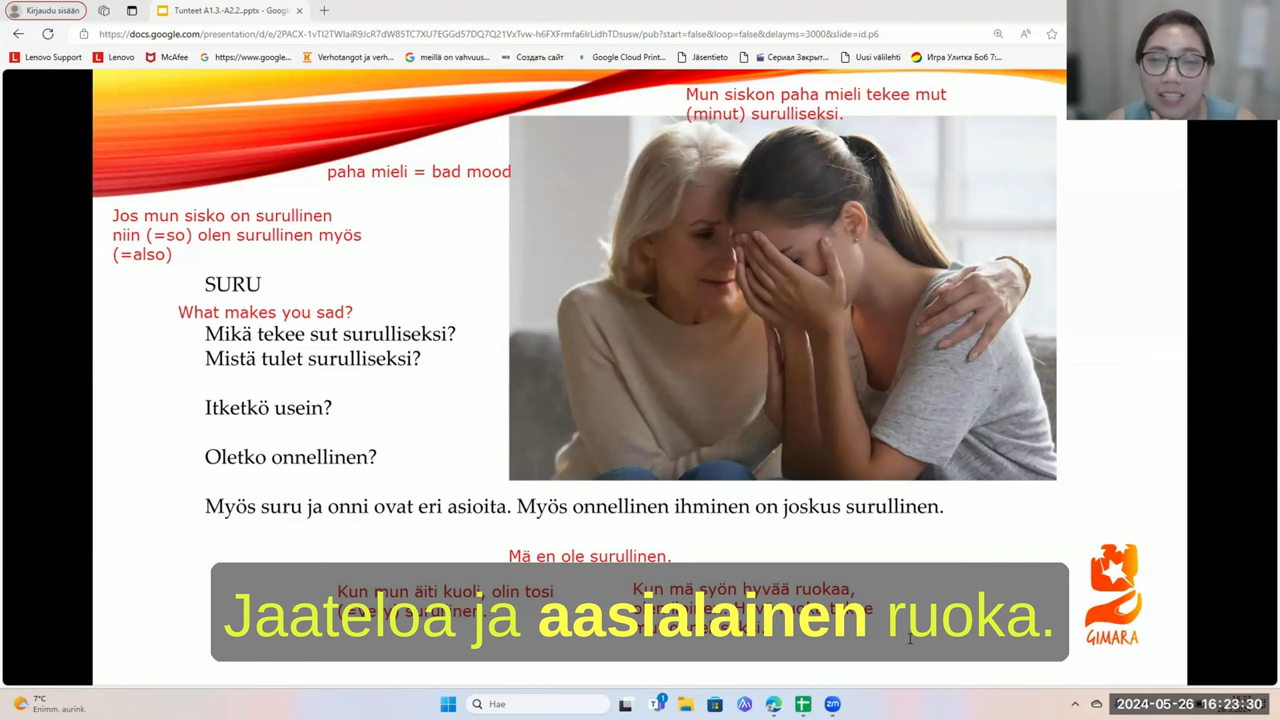 Kirjaudu sisään
Tunteet A1.3.-A2.2..pptx - Googl
https://docs.google.com/presentation/d/e/2PACX-1vTI2TWlaiR9JcR7dW85TC7XU7EGGd57DQ7Q21VxTvw-h6FXFrmfa6lrLidhTDsusw/pub?start=false&loop=false&delayms=3000&slide=id.p6
Lenovo Support
Lenovo
McAfee
https://www.google...
Verhotangot ja verh...
meillä on vahvuus...
Создать сайт
Google Cloud Print...
Jäsentieto
Сериал Закрыт...
Uusi välilehti
Игра Улитка Боб 7:...
Mun siskon paha mieli tekee mut
(minut) surulliseksi.
paha mieli = bad mood
Jos mun sisko on surullinen
niin (=so) olen surullinen myös
(=also)
SURU
What makes you sad?
Mikä tekee sut surulliseksi?
Mistä tulet surulliseksi?
Itketkö usein?
Oletko onnellinen?
Myös suru ja onni ovat eri asioita. Myös onnellinen ihminen on joskus surullinen.
Mä en ole surullinen.
Kun mun äiti kuoli, olin tosi
Kun mä syön hyvää ruokaa,
Jaateloa ja aasialainen ruoka.
GIMARA
7°C
Enimm. aurink.
Hae
2024-05-26 16:23:30